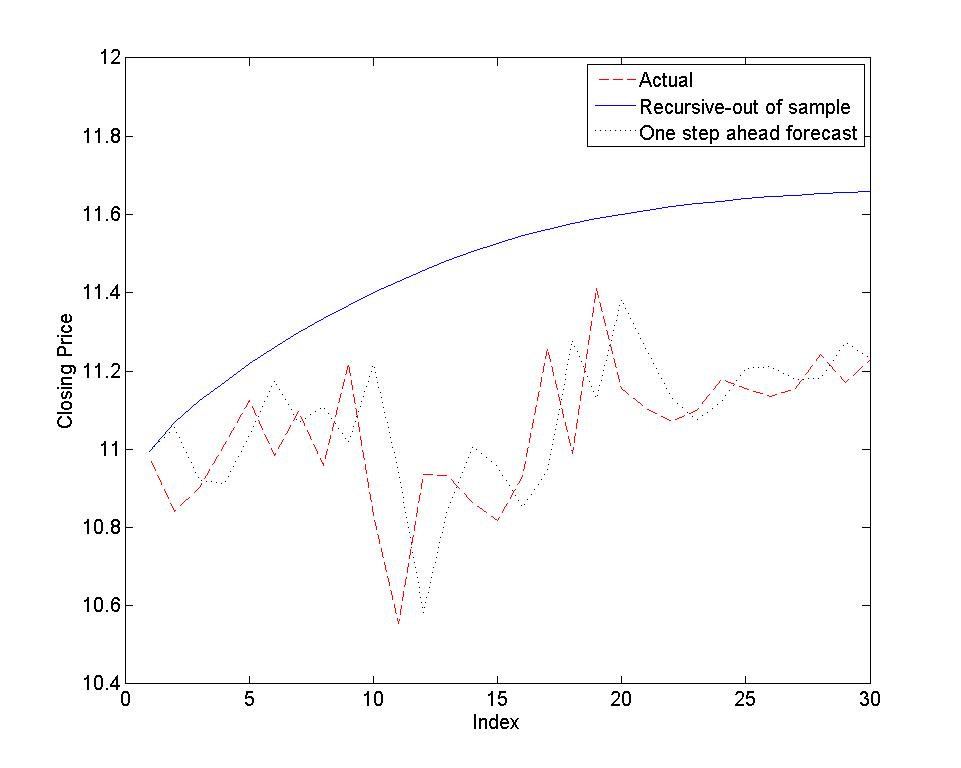 12
11.8
11.6
11.4
11.2
11
10.8
10.6
10.4
0 5 10 15 20 25 30
Closing Price
Index
Actual
Recursive-out of sample
One step ahead forecast